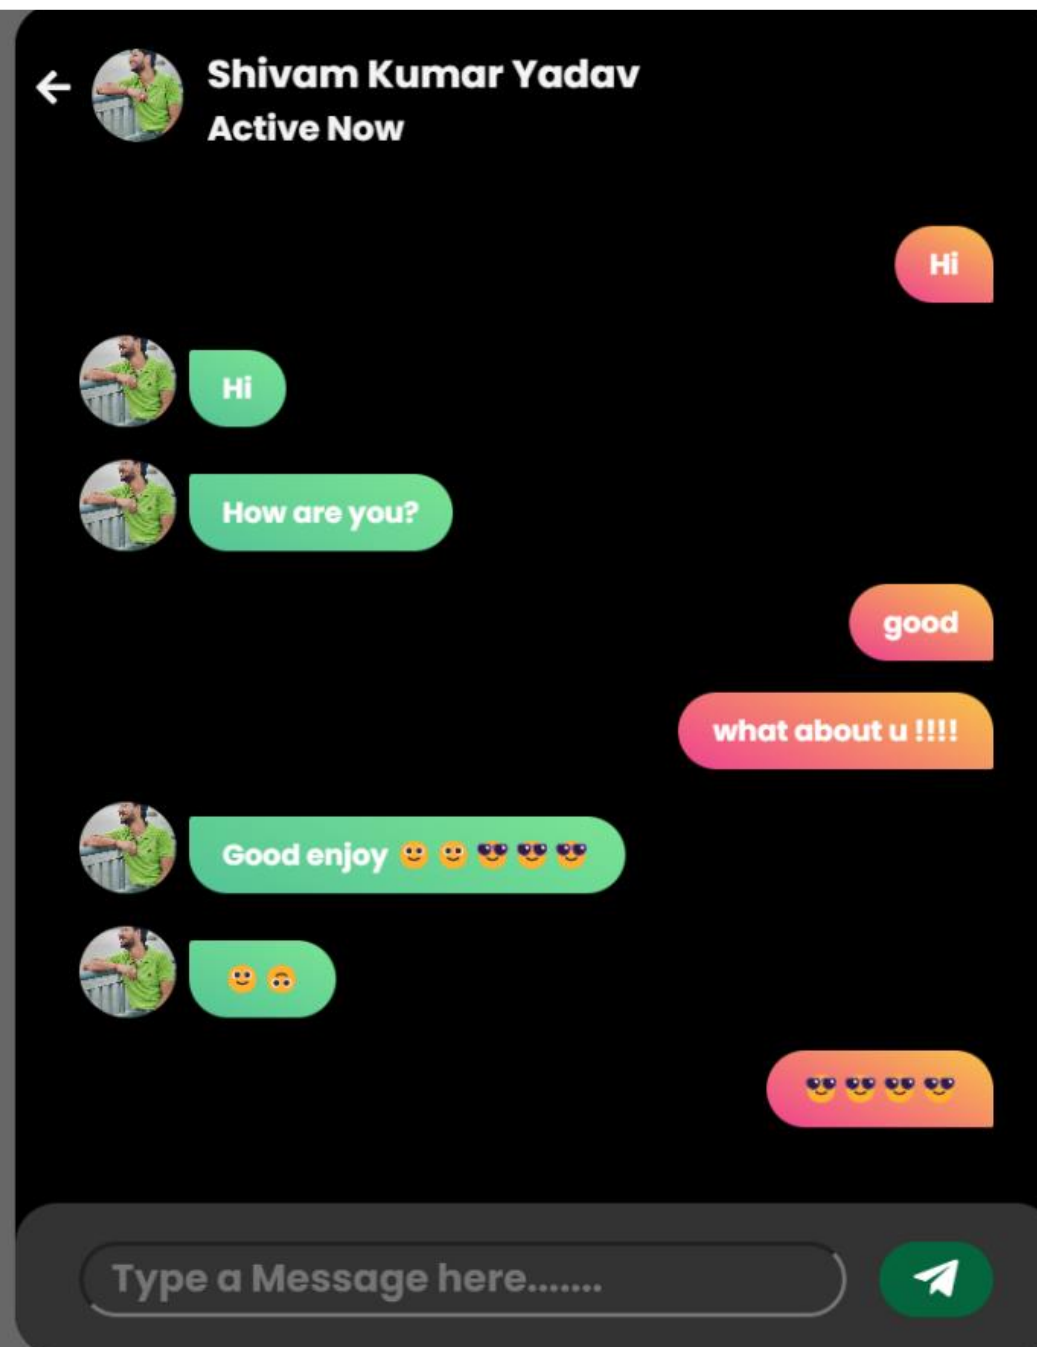 Shivam Kumar Yadav
Active Now
Hi
Hi
How are you?
good
what about u !!!!
Good enjoy 🙂 🙂 😎 😎 😎
🙂 🙃
😎 😎 😎 😎
Type a Message here.......